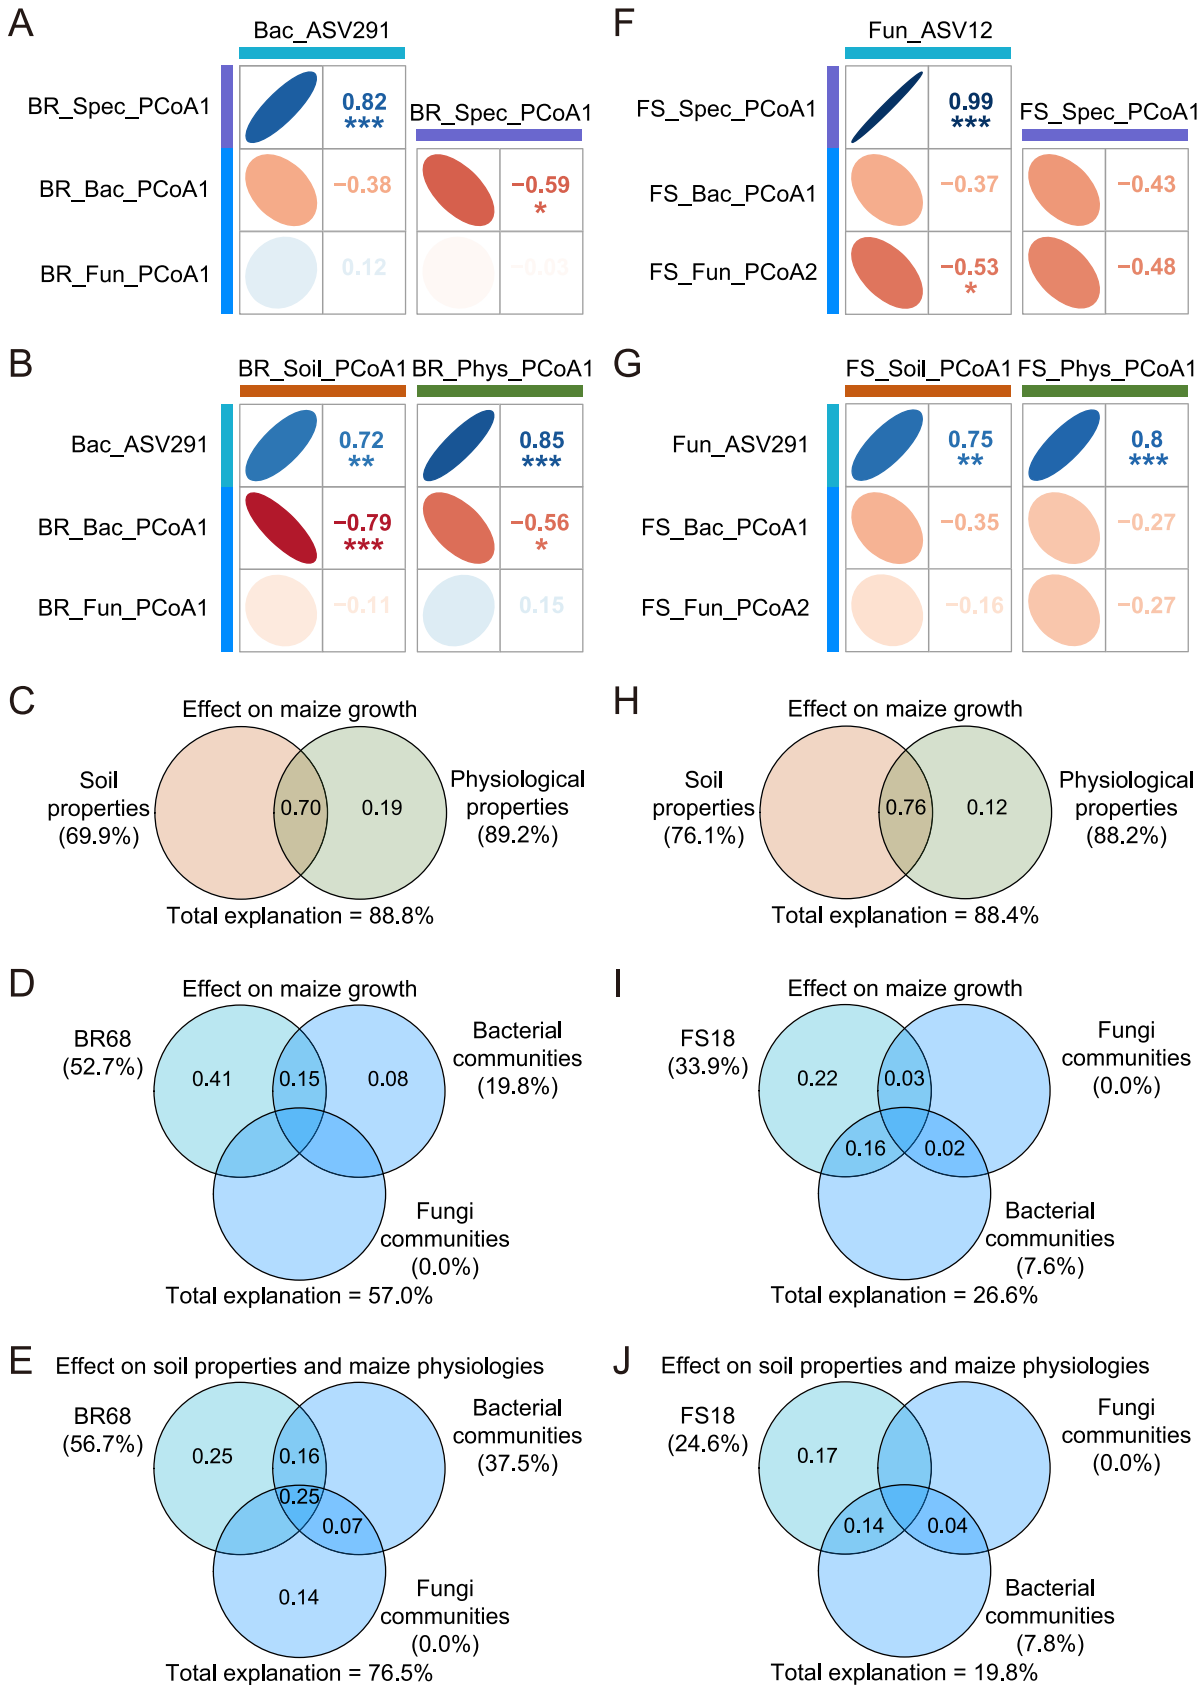 A
Bac_ASV291
BR_Spec_PCoA1
0.82
***
BR_Spec_PCoA1
BR_Bac_PCoA1
−0.38
−0.59
*
BR_Fun_PCoA1
0.12
−0.03
B
BR_Soil_PCoA1
BR_Phys_PCoA1
Bac_ASV291
0.72
**
0.85
***
BR_Bac_PCoA1
−0.79
***
−0.56
*
BR_Fun_PCoA1
−0.11
0.15
C
Effect on maize growth
Soil
properties
(69.9%)
0.70
0.19
Physiological
properties
(89.2%)
Total explanation = 88.8%
D
Effect on maize growth
BR68
(52.7%)
0.41
0.15
0.08
Bacterial
communities
(19.8%)
Fungi
communities
(0.0%)
Total explanation = 57.0%
E
Effect on soil properties and maize physiologies
BR68
(56.7%)
0.25
0.16
0.25
0.07
0.14
Bacterial
communities
(37.5%)
Fungi
communities
(0.0%)
Total explanation = 76.5%
F
Fun_ASV12
FS_Spec_PCoA1
0.99
***
FS_Spec_PCoA1
FS_Bac_PCoA1
−0.37
−0.43
FS_Fun_PCoA2
−0.53
*
−0.48
G
FS_Soil_PCoA1
FS_Phys_PCoA1
Fun_ASV291
0.75
**
0.8
***
FS_Bac_PCoA1
−0.35
−0.27
FS_Fun_PCoA2
−0.16
−0.27
H
Effect on maize growth
Soil
properties
(76.1%)
0.76
0.12
Physiological
properties
(88.2%)
Total explanation = 88.4%
I
Effect on maize growth
FS18
(33.9%)
0.22
0.03
0.16
0.02
Fungi
communities
(0.0%)
Bacterial
communities
(7.6%)
Total explanation = 26.6%
J
Effect on soil properties and maize physiologies
FS18
(24.6%)
0.17
0.14
0.04
Fungi
communities
(0.0%)
Bacterial
communities
(7.8%)
Total explanation = 19.8%